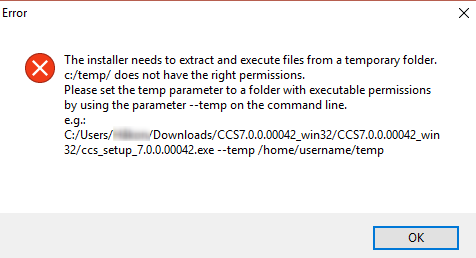 Error
The installer needs to extract and execute files from a temporary folder.
c:/temp/ does not have the right permissions.
Please set the temp parameter to a folder with executable permissions
by using the parameter --temp on the command line.
e.g.:
C:/Users/ /Downloads/CCS7.0.0.00042_win32/CCS7.0.0.00042_win
32/ccs_setup_7.0.0.00042.exe --temp /home/username/temp
OK